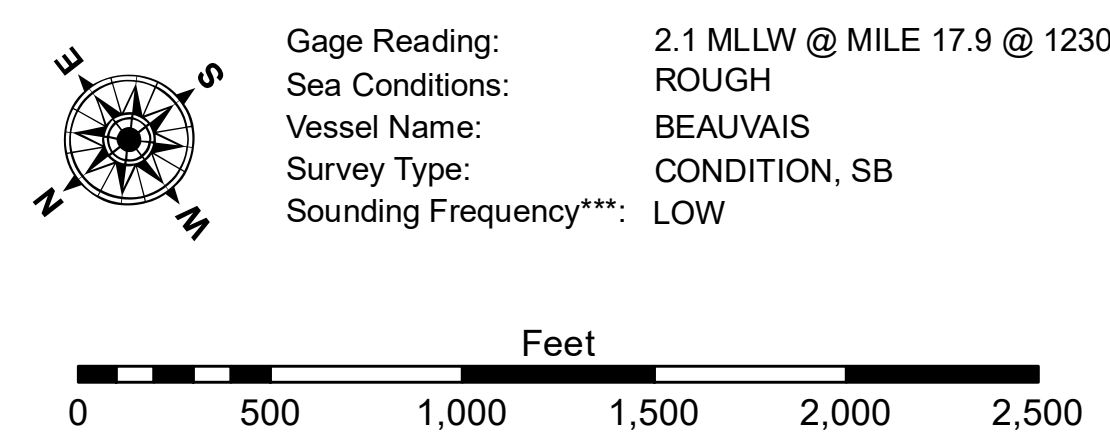 E
S
N
W
Gage Reading: 2.1 MLLW @ MILE 17.9 @ 1230
Sea Conditions: ROUGH
Vessel Name: BEAUVAIS
Survey Type: CONDITION, SB
Sounding Frequency***: LOW
Feet
0 500 1,000 1,500 2,000 2,500